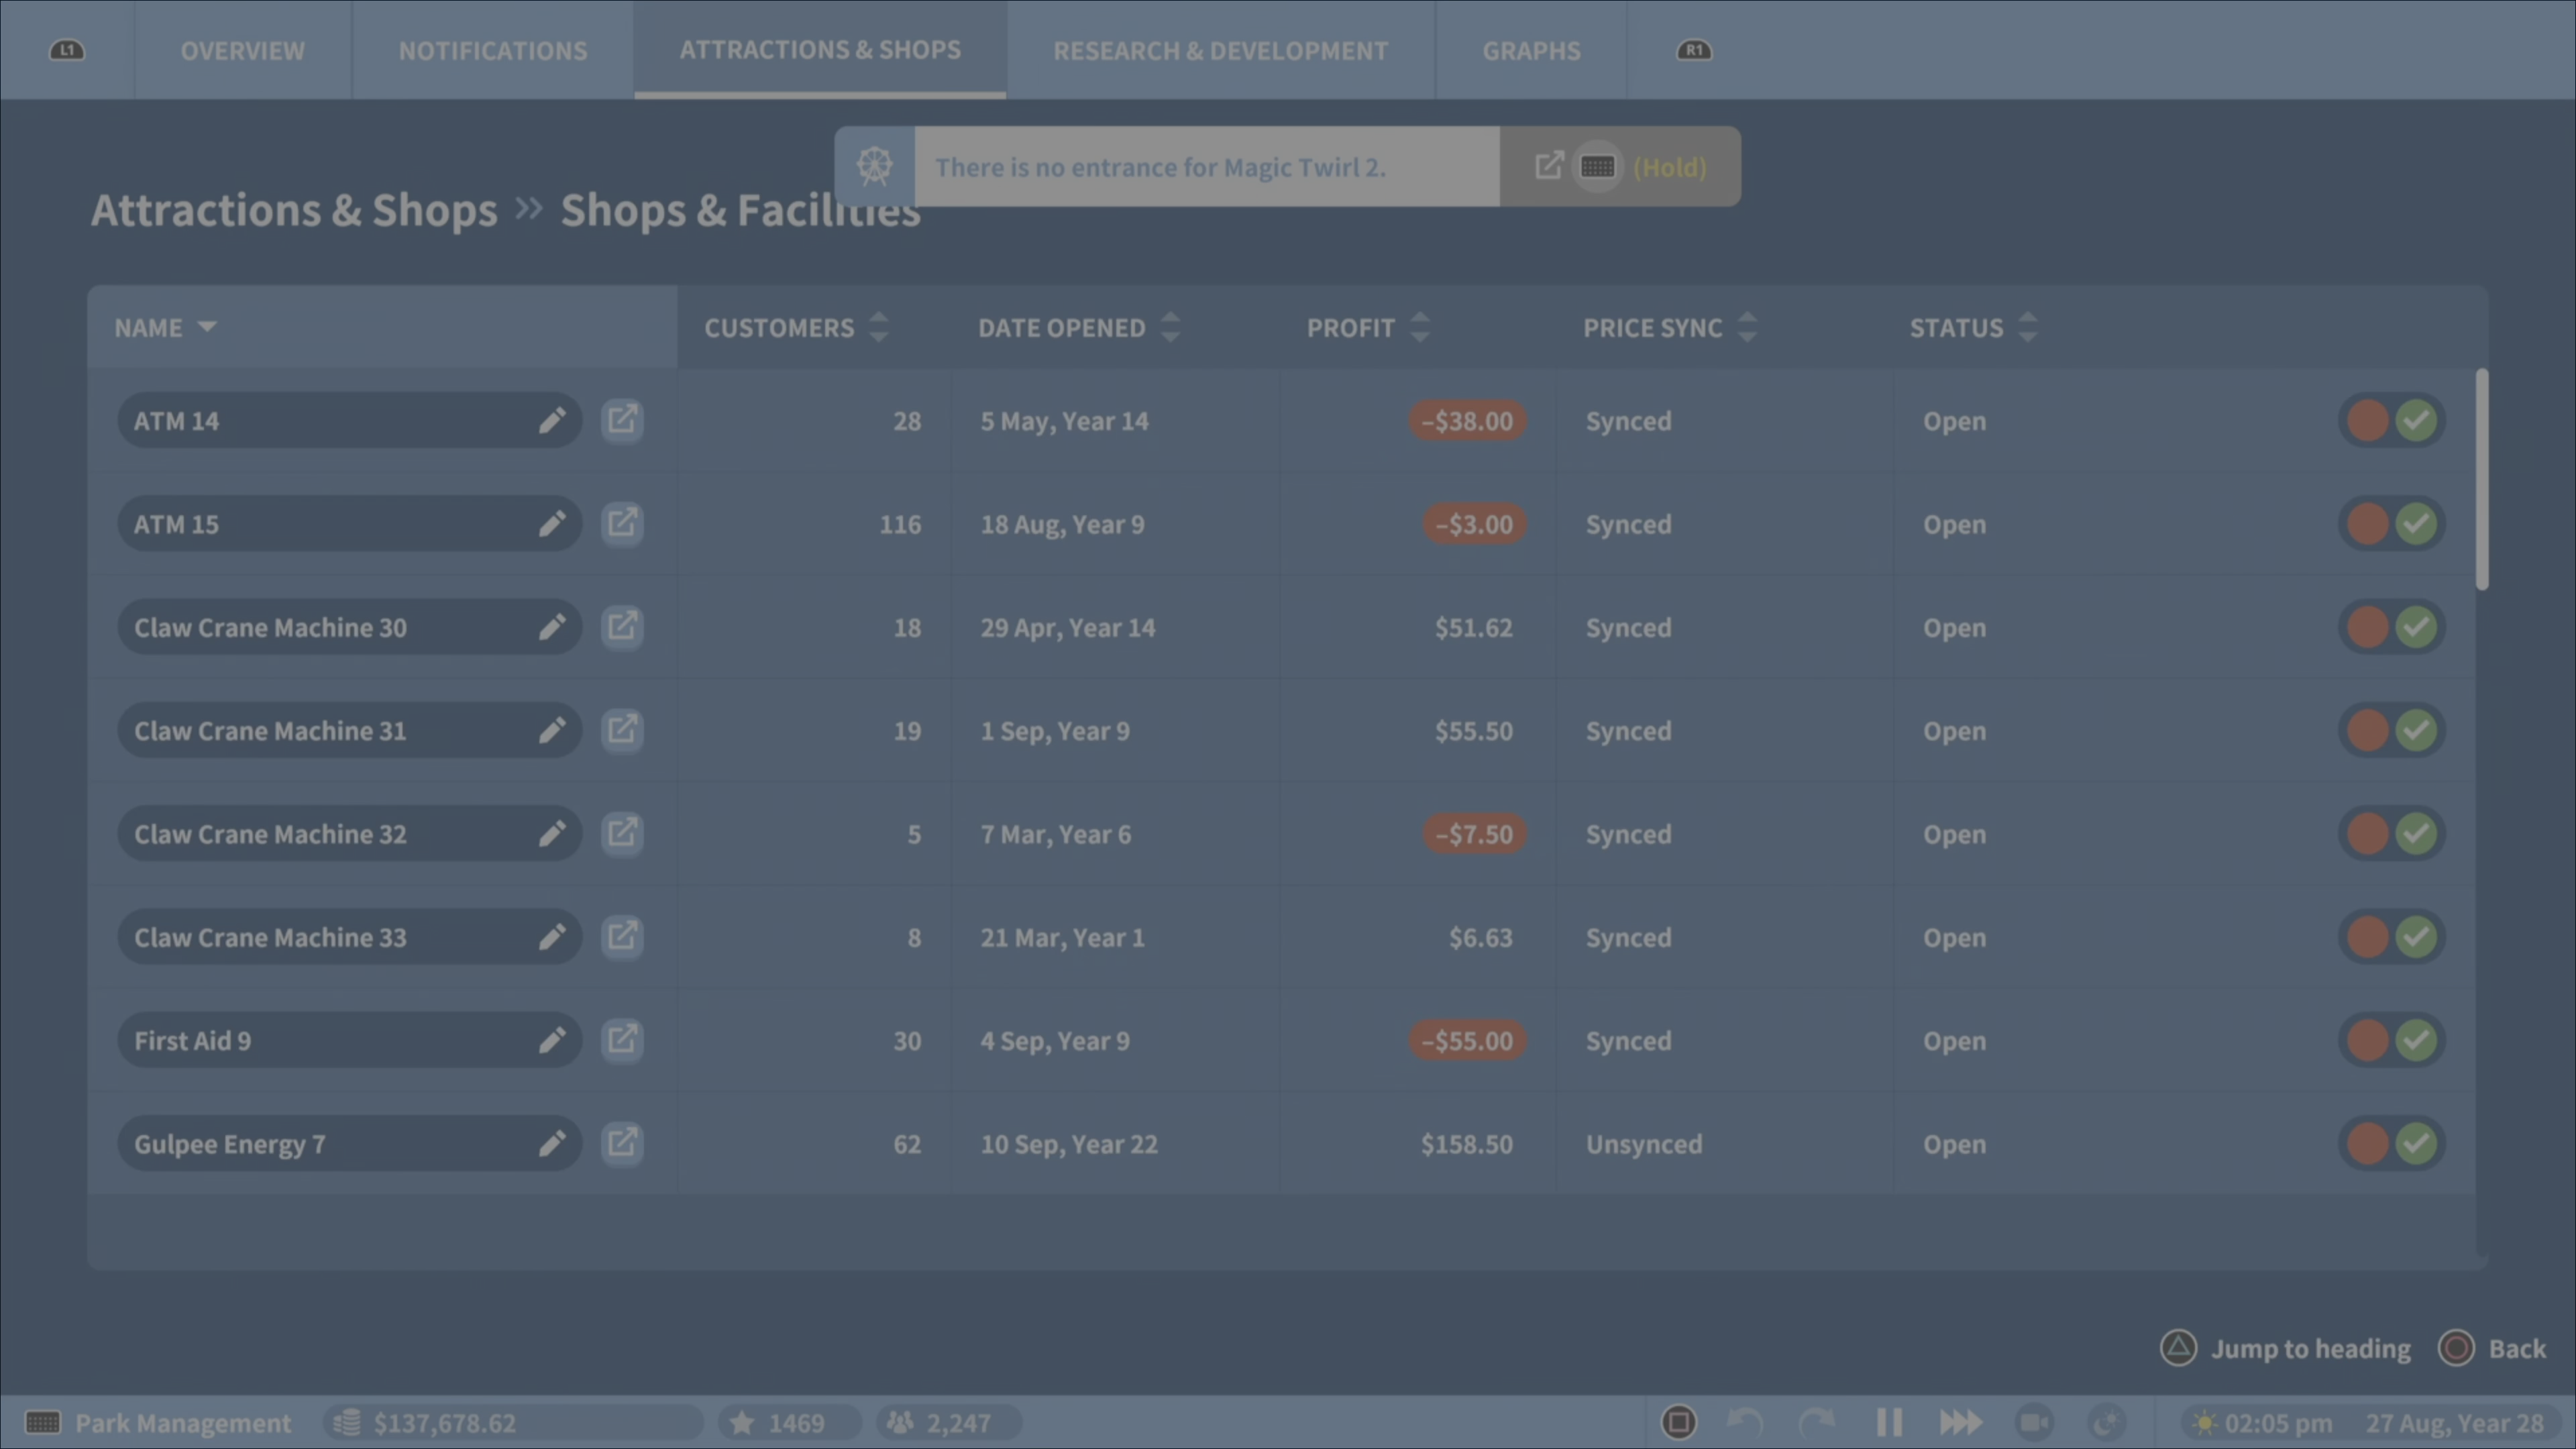 L1 OVERVIEW NOTIFICATIONS ATTRACTIONS & SHOPS RESEARCH & DEVELOPMENT GRAPHS R1
There is no entrance for Magic Twirl 2. (Hold)
Attractions & Shops » Shops & Facilities
NAME CUSTOMERS DATE OPENED PROFIT PRICE SYNC STATUS
ATM 14 28 5 May, Year 14 –$38.00 Synced Open
ATM 15 116 18 Aug, Year 9 –$3.00 Synced Open
Claw Crane Machine 30 18 29 Apr, Year 14 $51.62 Synced Open
Claw Crane Machine 31 19 1 Sep, Year 9 $55.50 Synced Open
Claw Crane Machine 32 5 7 Mar, Year 6 –$7.50 Synced Open
Claw Crane Machine 33 8 21 Mar, Year 1 $6.63 Synced Open
First Aid 9 30 4 Sep, Year 9 –$55.00 Synced Open
Gulpee Energy 7 62 10 Sep, Year 22 $158.50 Unsynced Open
Jump to heading Back
Park Management $137,678.62 1469 2,247 02:05 pm 27 Aug, Year 28